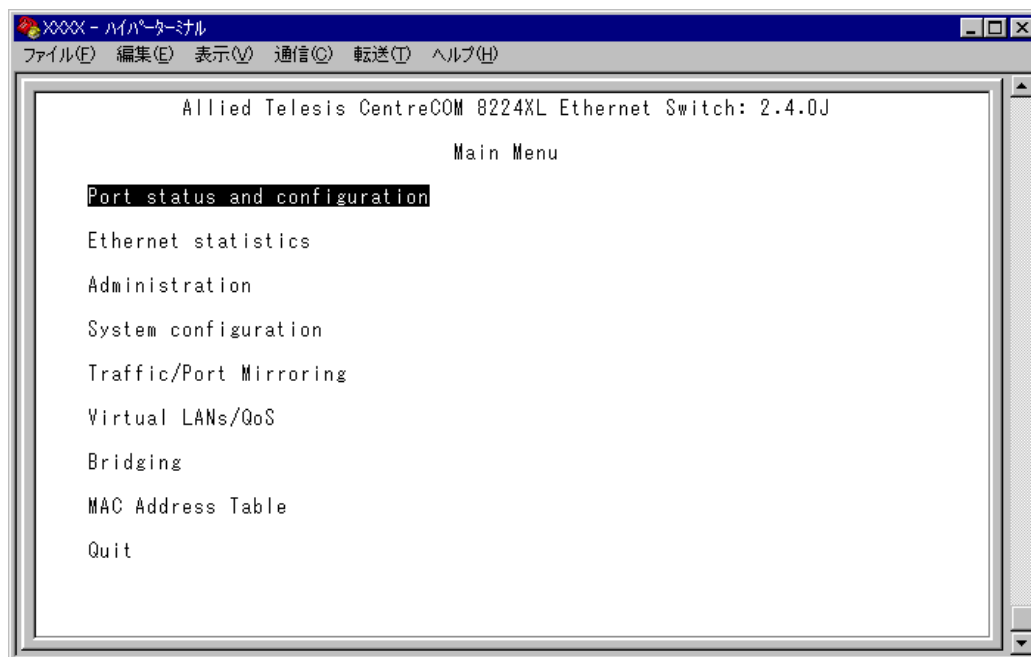 XXXX - ハイパーターミナル
ファイル(F) 編集(E) 表示(V) 通信(C) 転送(T) ヘルプ(H)
Allied Telesis CentreCOM 8224XL Ethernet Switch: 2.4.0J
Main Menu
Port status and configuration
Ethernet statistics
Administration
System configuration
Traffic/Port Mirroring
Virtual LANs/QoS
Bridging
MAC Address Table
Quit